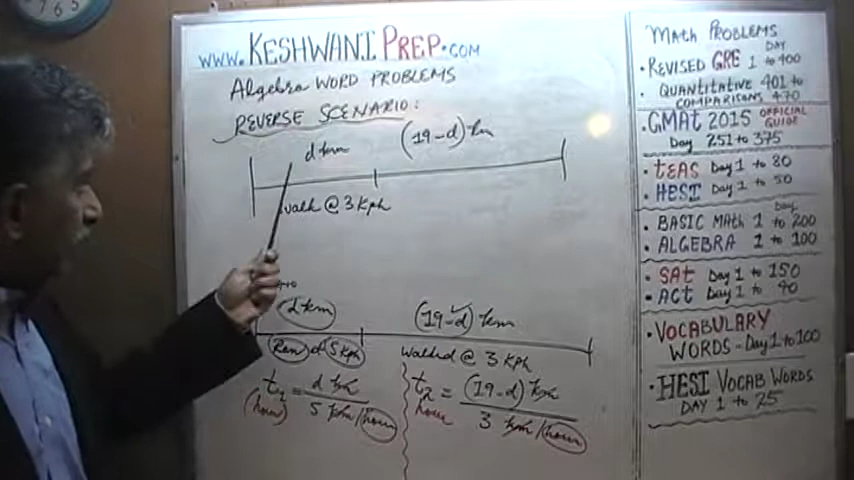 7 6 5
WWW.KESHWANIPREP.COM
Algebra WORD PROBLEMS
REVERSE SCENARIO:
d km
(19-d) km
walk @ 3 Kph
d km
(19-d) km
Ran @ 5 Kph
Walked @ 3 KPh
t₁ = d km / 5 km/hour
(hour)
t₂ = (19-d) km / 3 km/hour
hour
Math PROBLEMS
DAY
• REVISED GRE 1 to 400
• QUANTITATIVE 401 to
COMPARISONS 470
• GMAt 2015 OFFICIAL GUIDE
Day 251 to 375
• tEAS Day 1 to 80
• HESI Day 1 to 50
Day
• BASIC Math 1 to 200
• ALGEBRA 1 to 100
• SAt Day 1 to 150
• ACt Day 1 to 90
• VOCABULARY
WORDS - Day 1 to 100
• HESI VOCAB WORDS
DAY 1 to 25